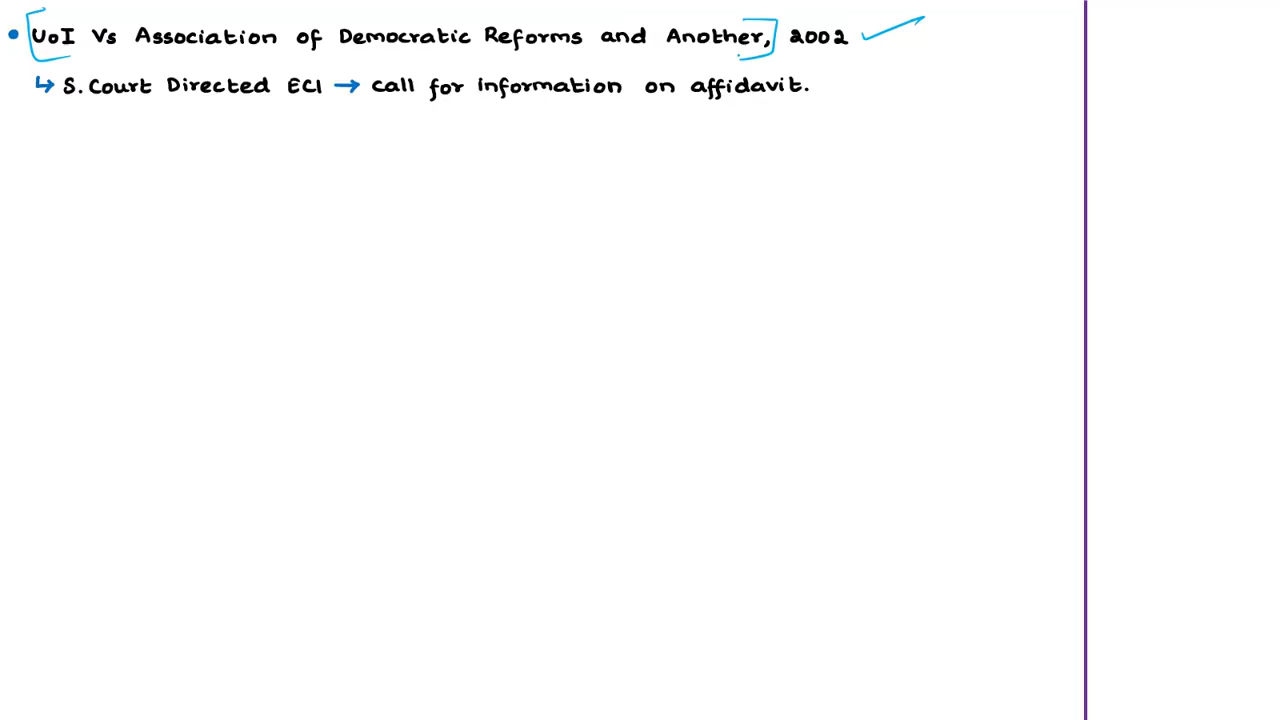 • UoI Vs Association of Democratic Reforms and Another, 2002
↳ S. Court Directed ECI → call for information on affidavit.